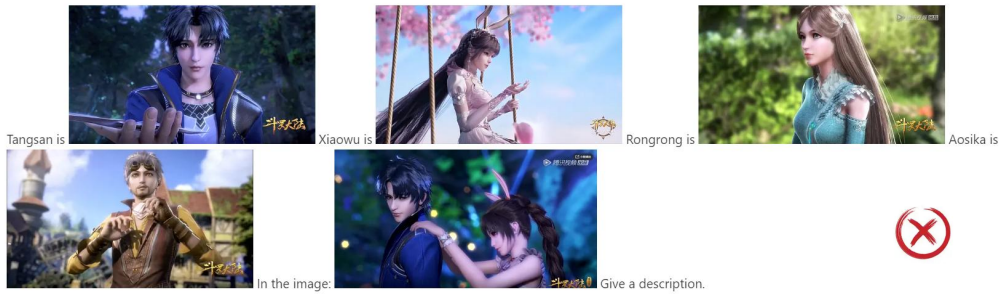 斗罗大陆
斗罗大陆
Tangsan is
Xiaowu is
Rongrong is
Aosika is
斗罗大陆
斗罗大陆
In the image:
Give a description.